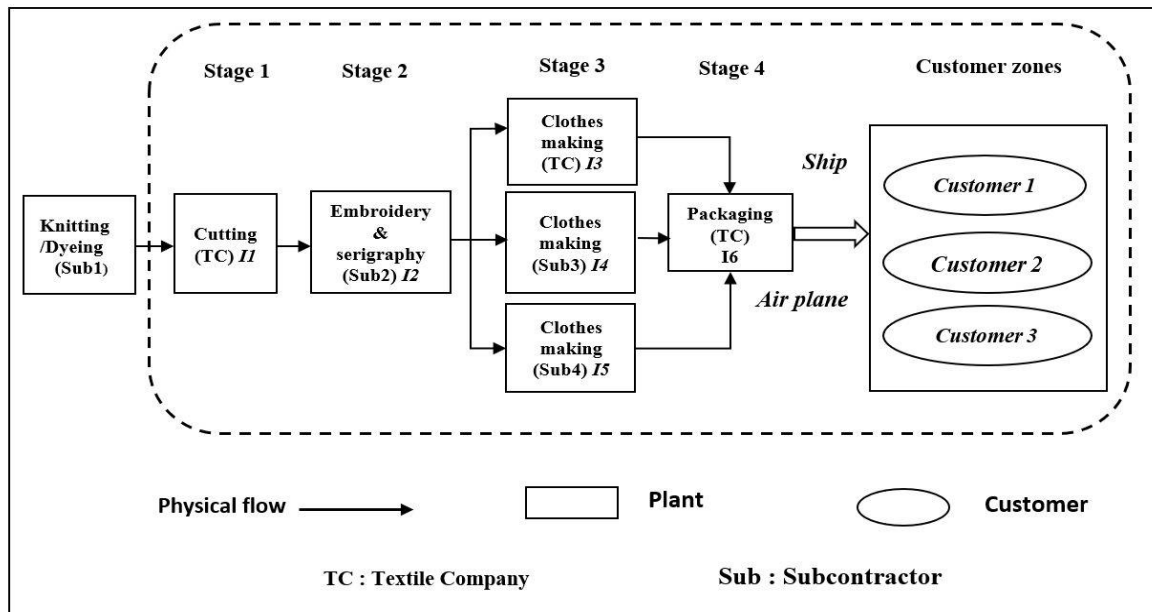 Stage 1
Stage 2
Stage 3
Stage 4
Customer zones
Knitting
/Dyeing
(Sub1)
Cutting
(TC) I1
Embroidery
&
serigraphy
(Sub2) I2
Clothes
making
(TC) I3
Clothes
making
(Sub3) I4
Clothes
making
(Sub4) I5
Packaging
(TC)
I6
Ship
Air plane
Customer 1
Customer 2
Customer 3
Physical flow
Plant
Customer
TC : Textile Company
Sub : Subcontractor